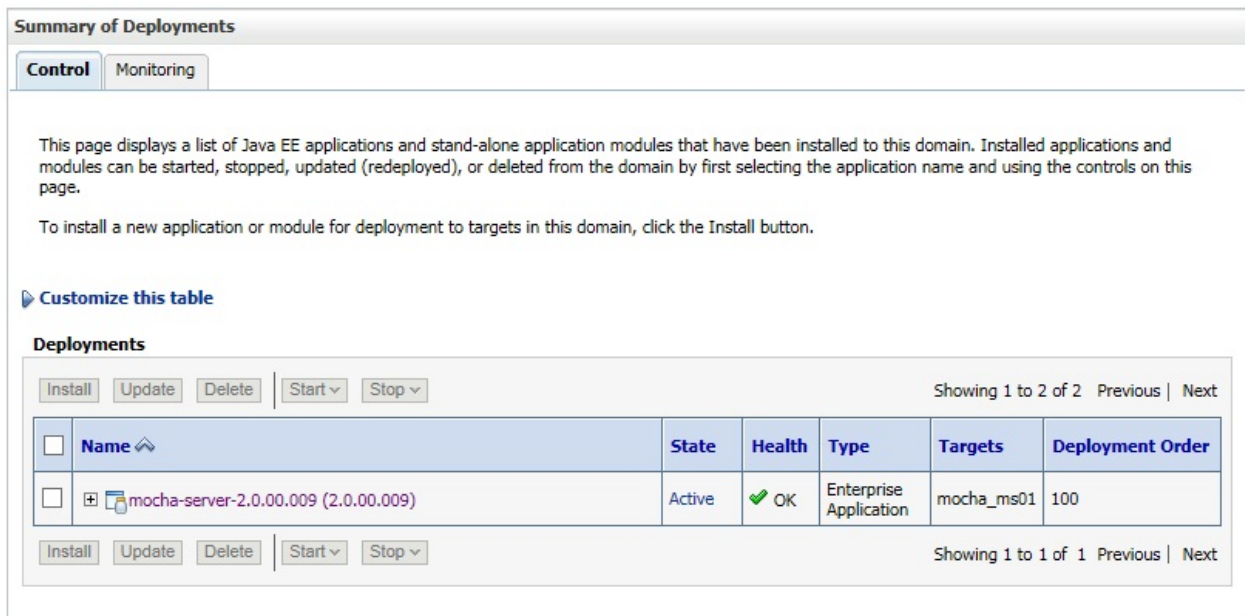 Summary of Deployments
Control Monitoring
This page displays a list of Java EE applications and stand-alone application modules that have been installed to this domain. Installed applications and
modules can be started, stopped, updated (redeployed), or deleted from the domain by first selecting the application name and using the controls on this
page.
To install a new application or module for deployment to targets in this domain, click the Install button.
Customize this table
Deployments
Install Update Delete Start Stop Showing 1 to 2 of 2 Previous | Next
Name State Health Type Targets Deployment Order
mocha-server-2.0.00.009 (2.0.00.009) Active OK Enterprise Application mocha_ms01 100
Install Update Delete Start Stop Showing 1 to 1 of 1 Previous | Next